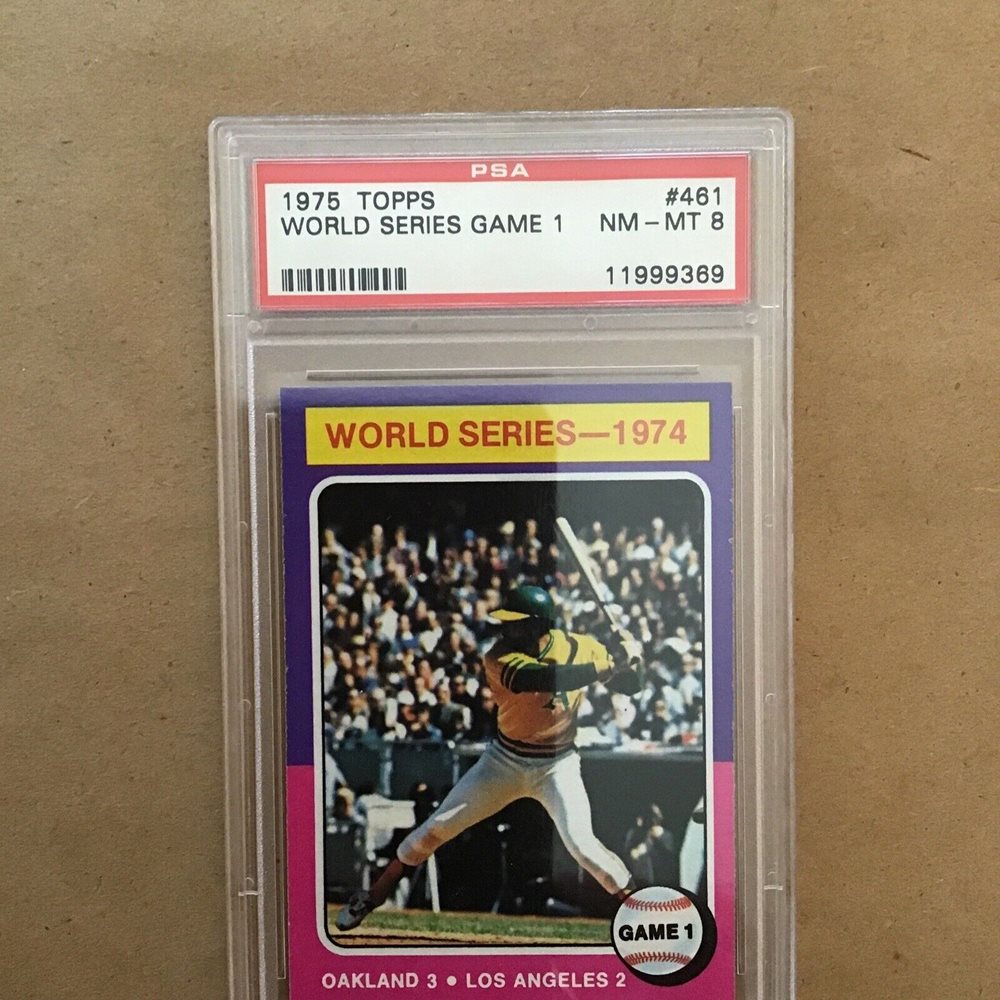 PSA
1975 TOPPS #461
WORLD SERIES GAME 1 NM-MT 8
11999369
WORLD SERIES—1974
GAME 1
OAKLAND 3 • LOS ANGELES 2